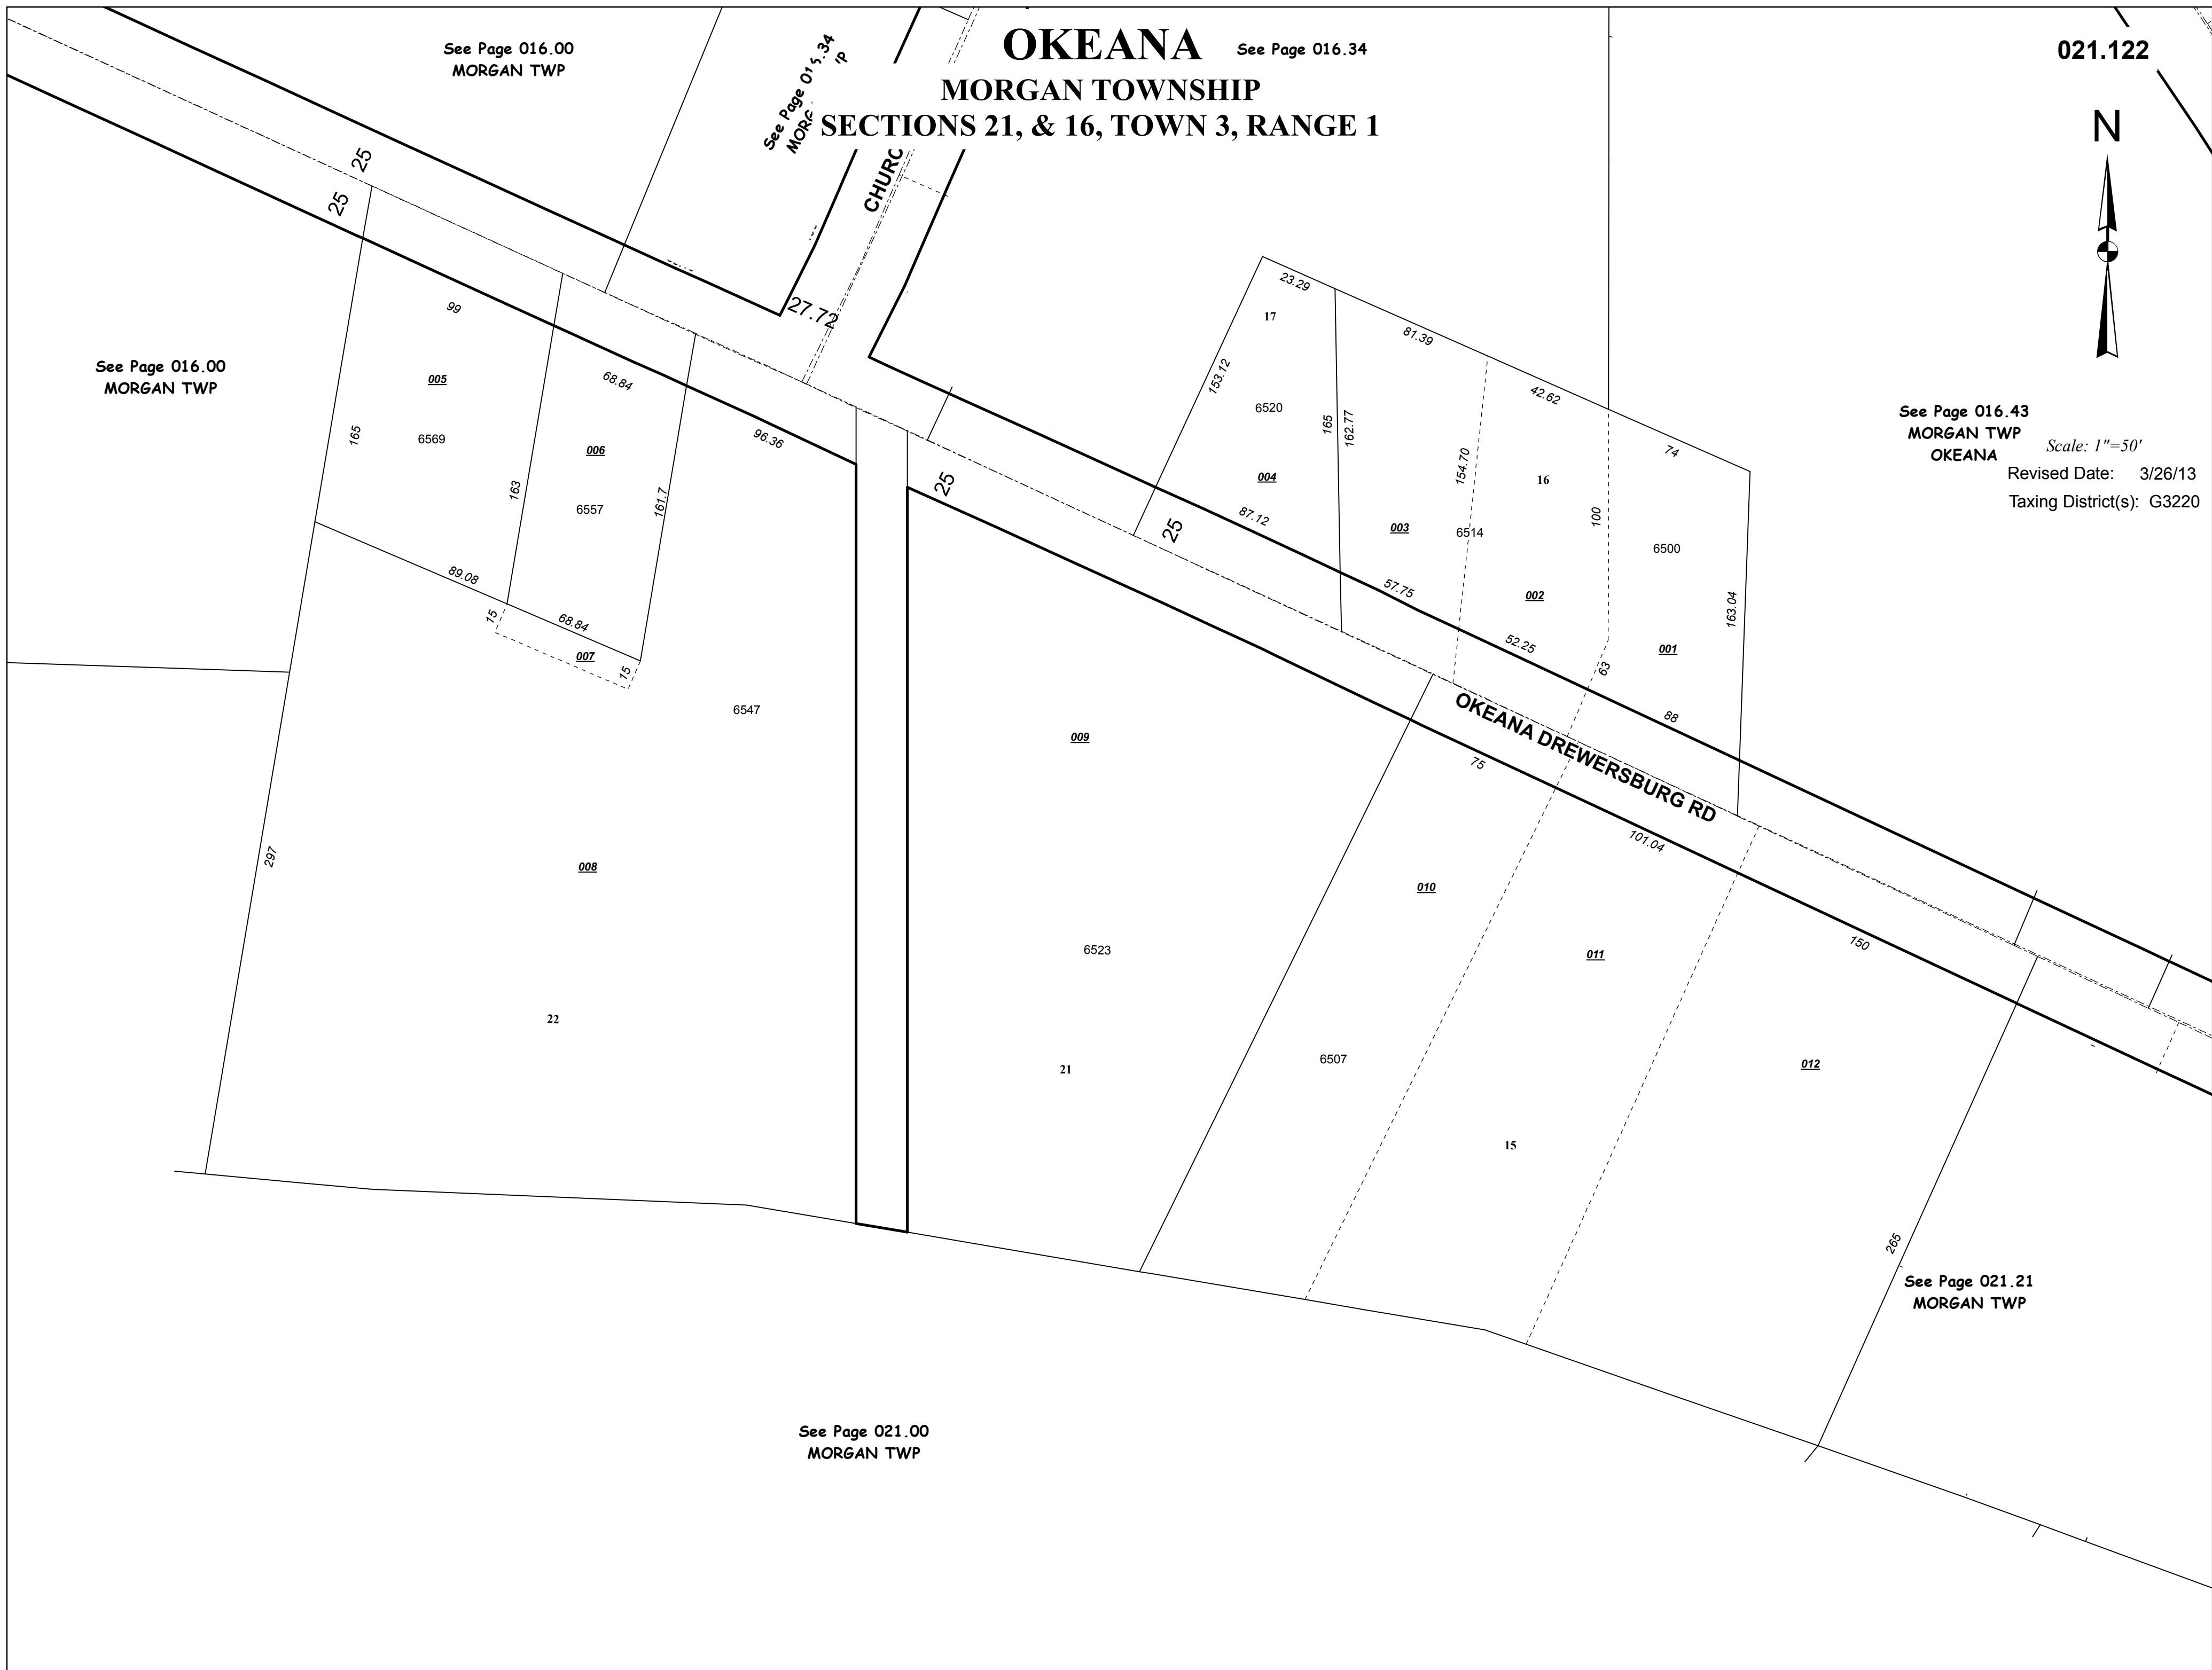 OKEANA
MORGAN TOWNSHIP
SECTIONS 21, & 16, TOWN 3, RANGE 1
021.122
N
Scale: 1"=50'
Revised Date: 3/26/13
Taxing District(s): G3220
See Page 016.00
MORGAN TWP
See Page 016.34
See Page 016.34
See Page 016.00
MORGAN TWP
See Page 016.43
MORGAN TWP
OKEANA
25
25
27.72
99
005
6569
165
163
68.84
006
6557
161.7
96.36
89.08
68.84
15
15
007
6547
297
008
22
23.29
17
153.12
6520
004
87.12
165
162.77
81.39
003
154.70
6514
57.75
42.62
16
002
52.25
100
63
74
6500
001
163.04
88
25
25
OKEANA DREWERSBURG RD
009
6523
21
75
010
6507
101.04
011
15
150
012
265
See Page 021.21
MORGAN TWP
See Page 021.00
MORGAN TWP